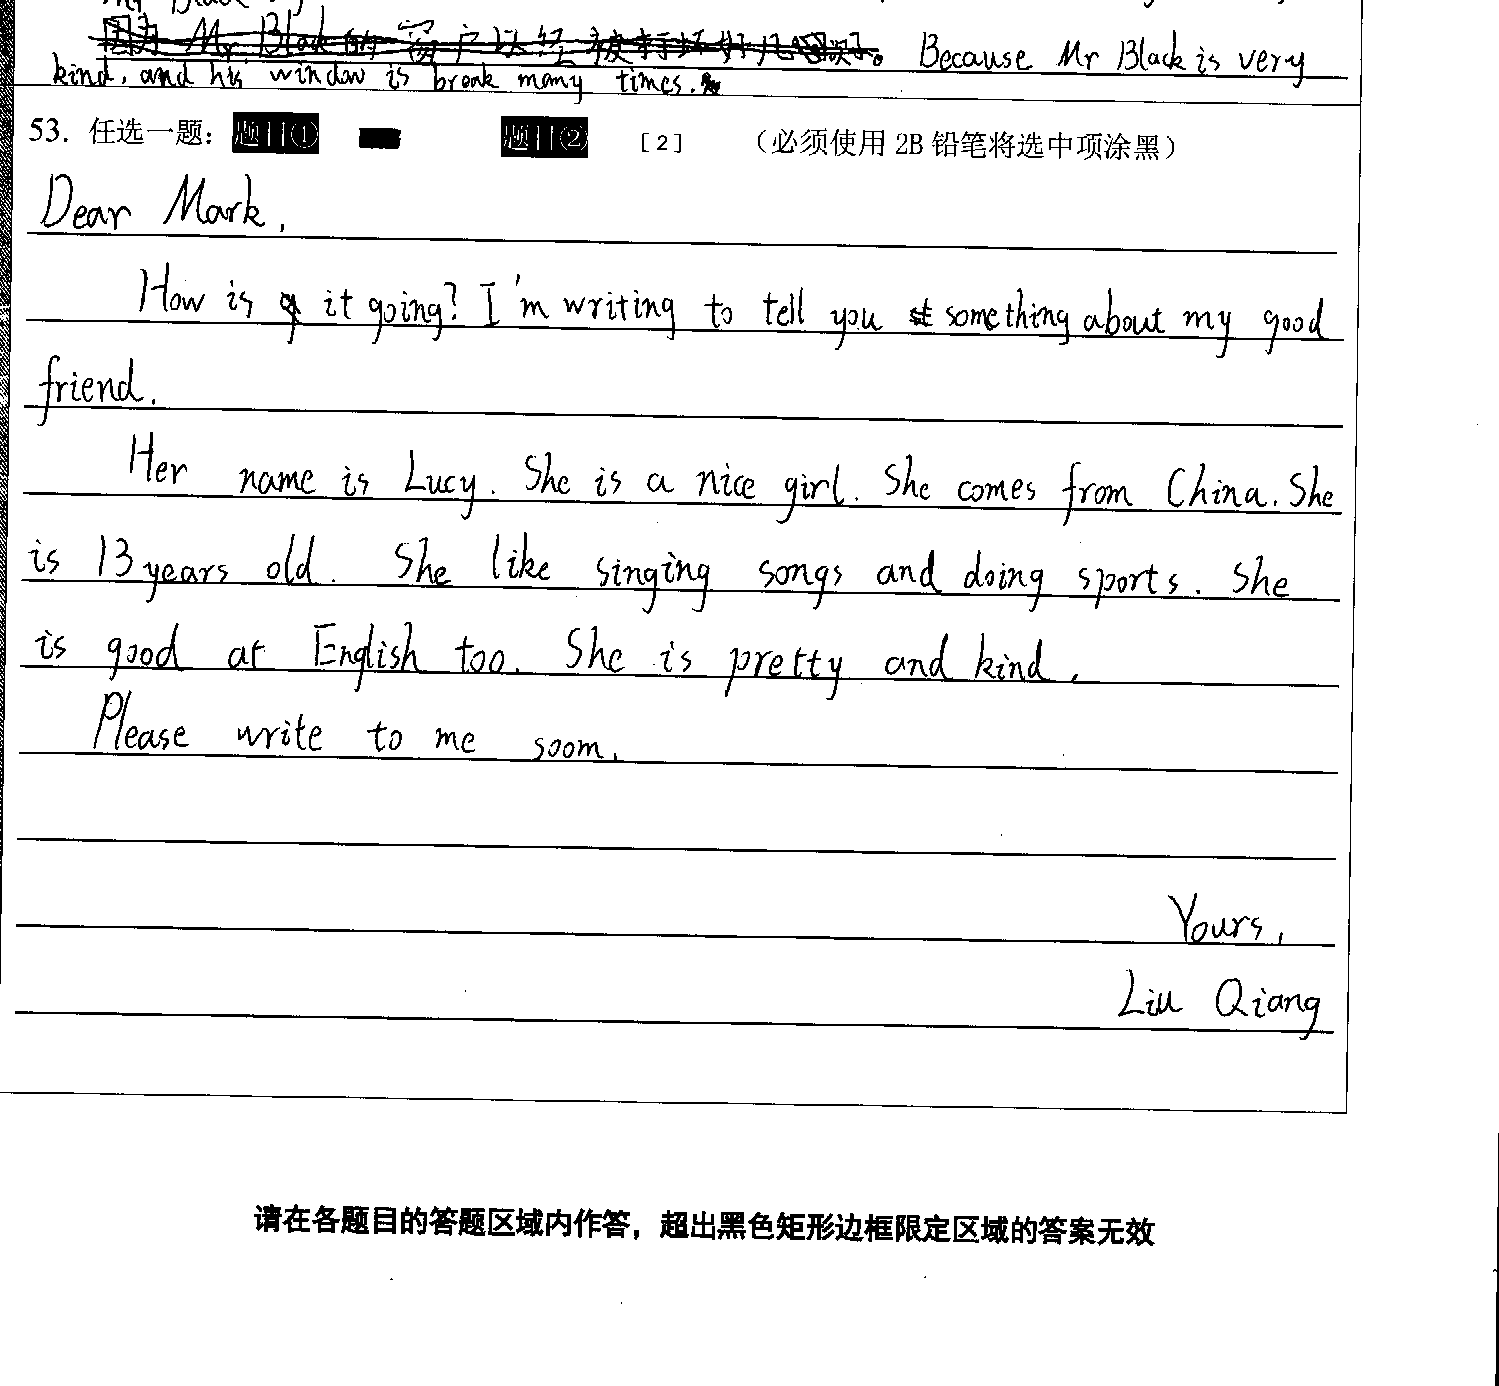 Because Mr Black is very
kind, and his window is break many times.
53. 任选一题: 题目① 题目② [2] (必须使用 2B 铅笔将选中项涂黑)
Dear Mark,
How is it going? I'm writing to tell you something about my good
friend.
Her name is Lucy. She is a nice girl. She comes from China. She
is 13 years old. She like singing songs and doing sports. She
is good at English too. She is pretty and kind.
Please write to me soom.
Yours,
Liu Qiang
请在各题目的答题区域内作答，超出黑色矩形边框限定区域的答案无效